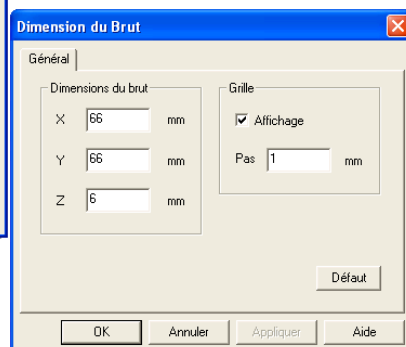 Dimension du Brut
Général
Dimensions du brut
X 66 mm
Y 66 mm
Z 6 mm
Grille
Affichage
Pas 1 mm
Défaut
OK Annuler Appliquer Aide